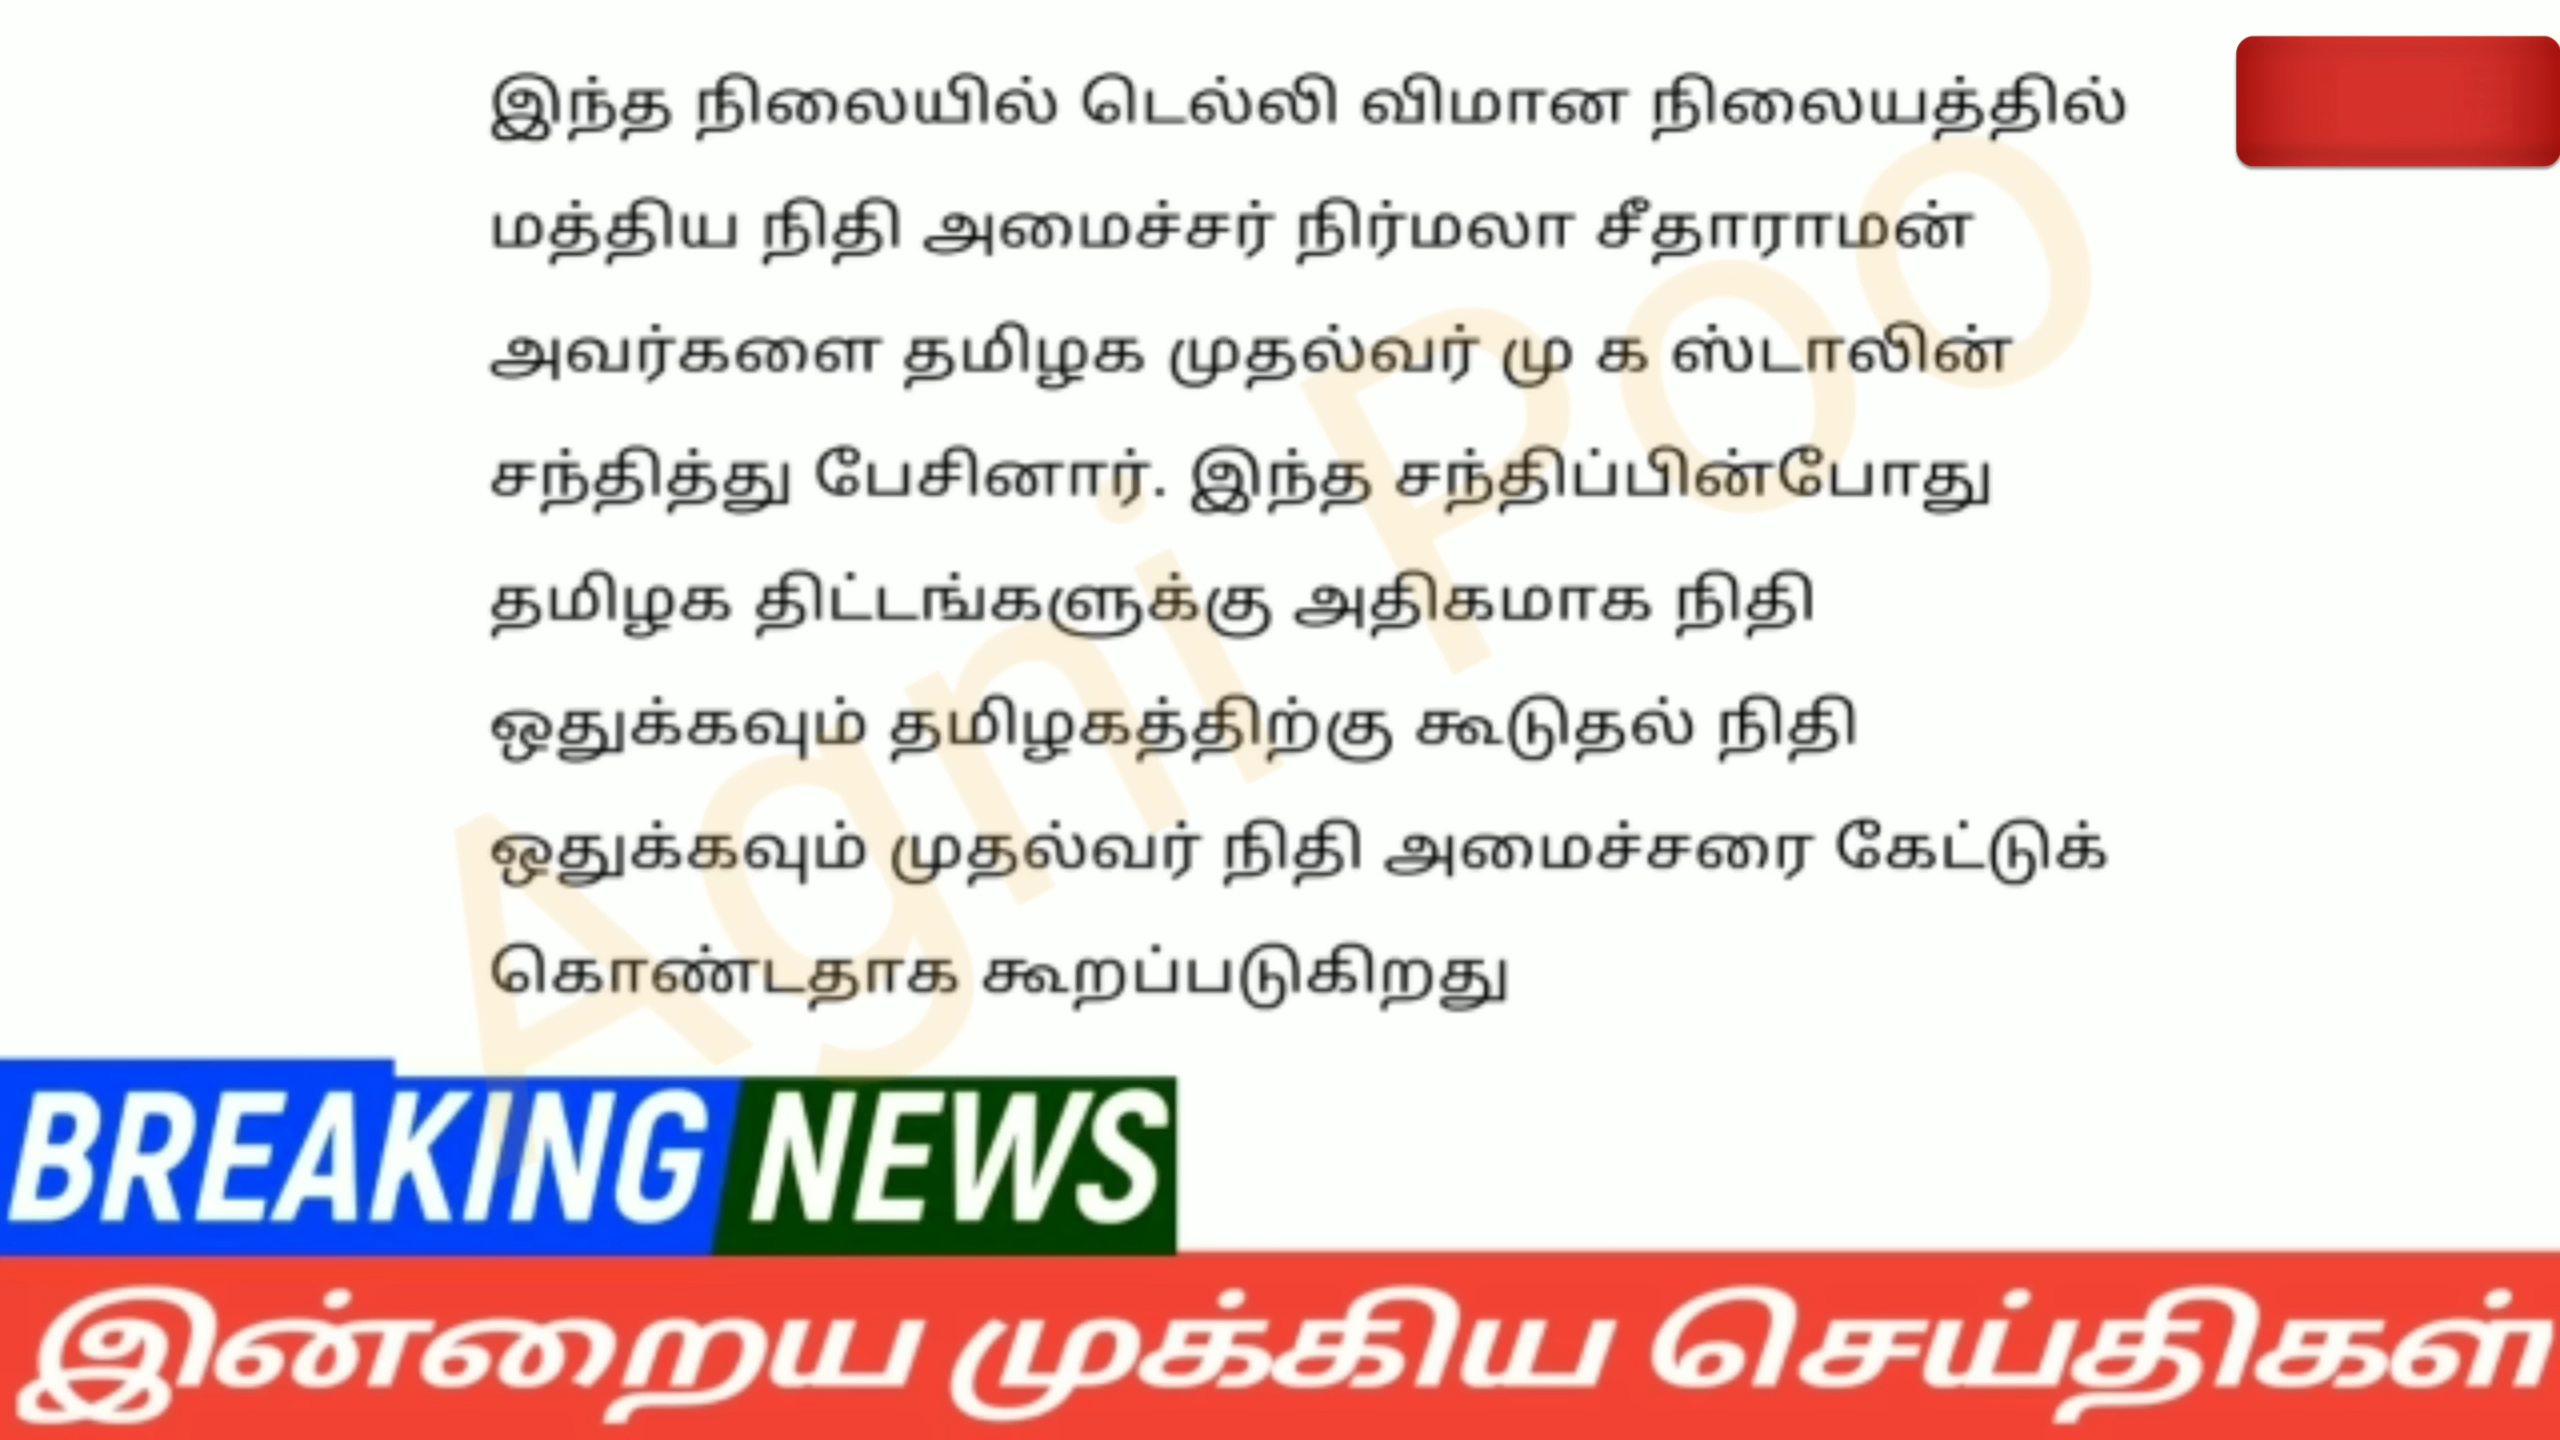 இந்த நிலையில் டெல்லி விமான நிலையத்தில்
மத்திய நிதி அமைச்சர் நிர்மலா சீதாராமன்
அவர்களை தமிழக முதல்வர் மு க ஸ்டாலின்
சந்தித்து பேசினார். இந்த சந்திப்பின்போது
தமிழக திட்டங்களுக்கு அதிகமாக நிதி
ஒதுக்கவும் தமிழகத்திற்கு கூடுதல் நிதி
ஒதுக்கவும் முதல்வர் நிதி அமைச்சரை கேட்டுக்
கொண்டதாக கூறப்படுகிறது
Agni Poo
BREAKING NEWS
இன்றைய முக்கிய செய்திகள்